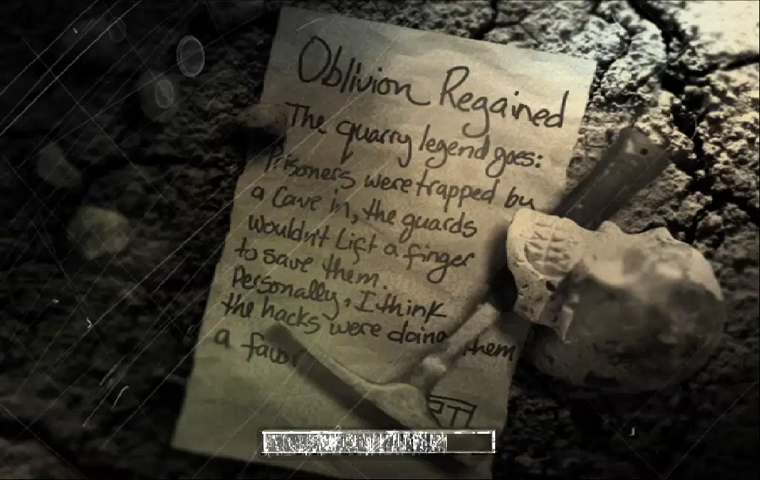 Oblivion Regained
The quarry legend goes:
Prisoners were trapped by
a cave in, the guards
wouldn't lift a finger
to save them.
Personally, I think
the hacks were doing them
a favor